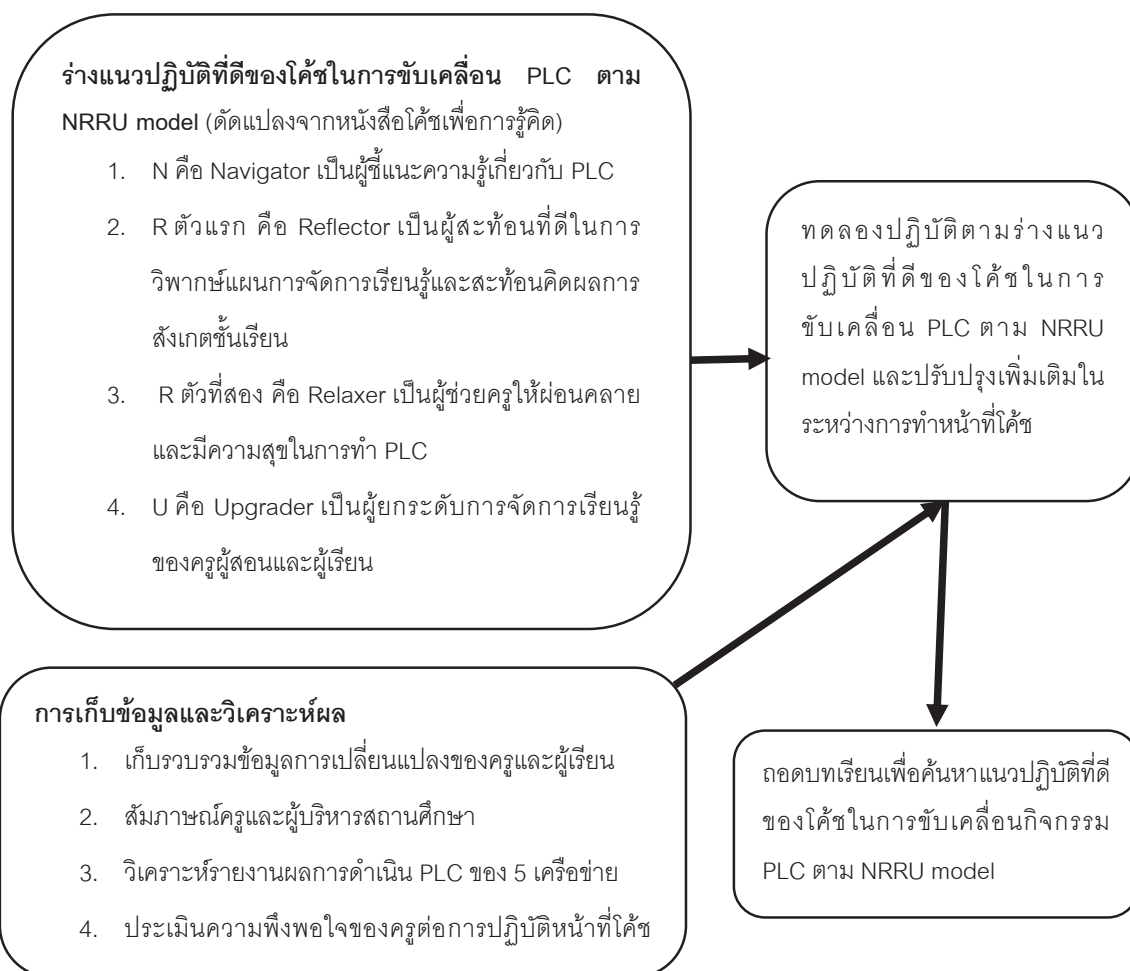 ร่างแนวปฏิบัติที่ดีของโค้ชในการขับเคลื่อน PLC ตาม
NRRU model (ดัดแปลงจากหนังสือโค้ชเพื่อการรู้คิด)
1. N คือ Navigator เป็นผู้ชี้แนะความรู้เกี่ยวกับ PLC
2. R ตัวแรก คือ Reflector เป็นผู้สะท้อนที่ดีในการ
วิพากษ์แผนการจัดการเรียนรู้และสะท้อนคิดผลการ
สังเกตชั้นเรียน
3. R ตัวที่สอง คือ Relaxer เป็นผู้ช่วยครูให้ผ่อนคลาย
และมีความสุขในการทำ PLC
4. U คือ Upgrader เป็นผู้ยกระดับการจัดการเรียนรู้
ของครูผู้สอนและผู้เรียน
ทดลองปฏิบัติตามร่างแนว
ปฏิบัติที่ดีของโค้ชในการ
ขับเคลื่อน PLC ตาม NRRU
model และปรับปรุงเพิ่มเติมใน
ระหว่างการทำหน้าที่โค้ช
การเก็บข้อมูลและวิเคราะห์ผล
1. เก็บรวบรวมข้อมูลการเปลี่ยนแปลงของครูและผู้เรียน
2. สัมภาษณ์ครูและผู้บริหารสถานศึกษา
3. วิเคราะห์รายงานผลการดำเนิน PLC ของ 5 เครือข่าย
4. ประเมินความพึงพอใจของครูต่อการปฏิบัติหน้าที่โค้ช
ถอดบทเรียนเพื่อค้นหาแนวปฏิบัติที่ดี
ของโค้ชในการขับเคลื่อนกิจกรรม
PLC ตาม NRRU model